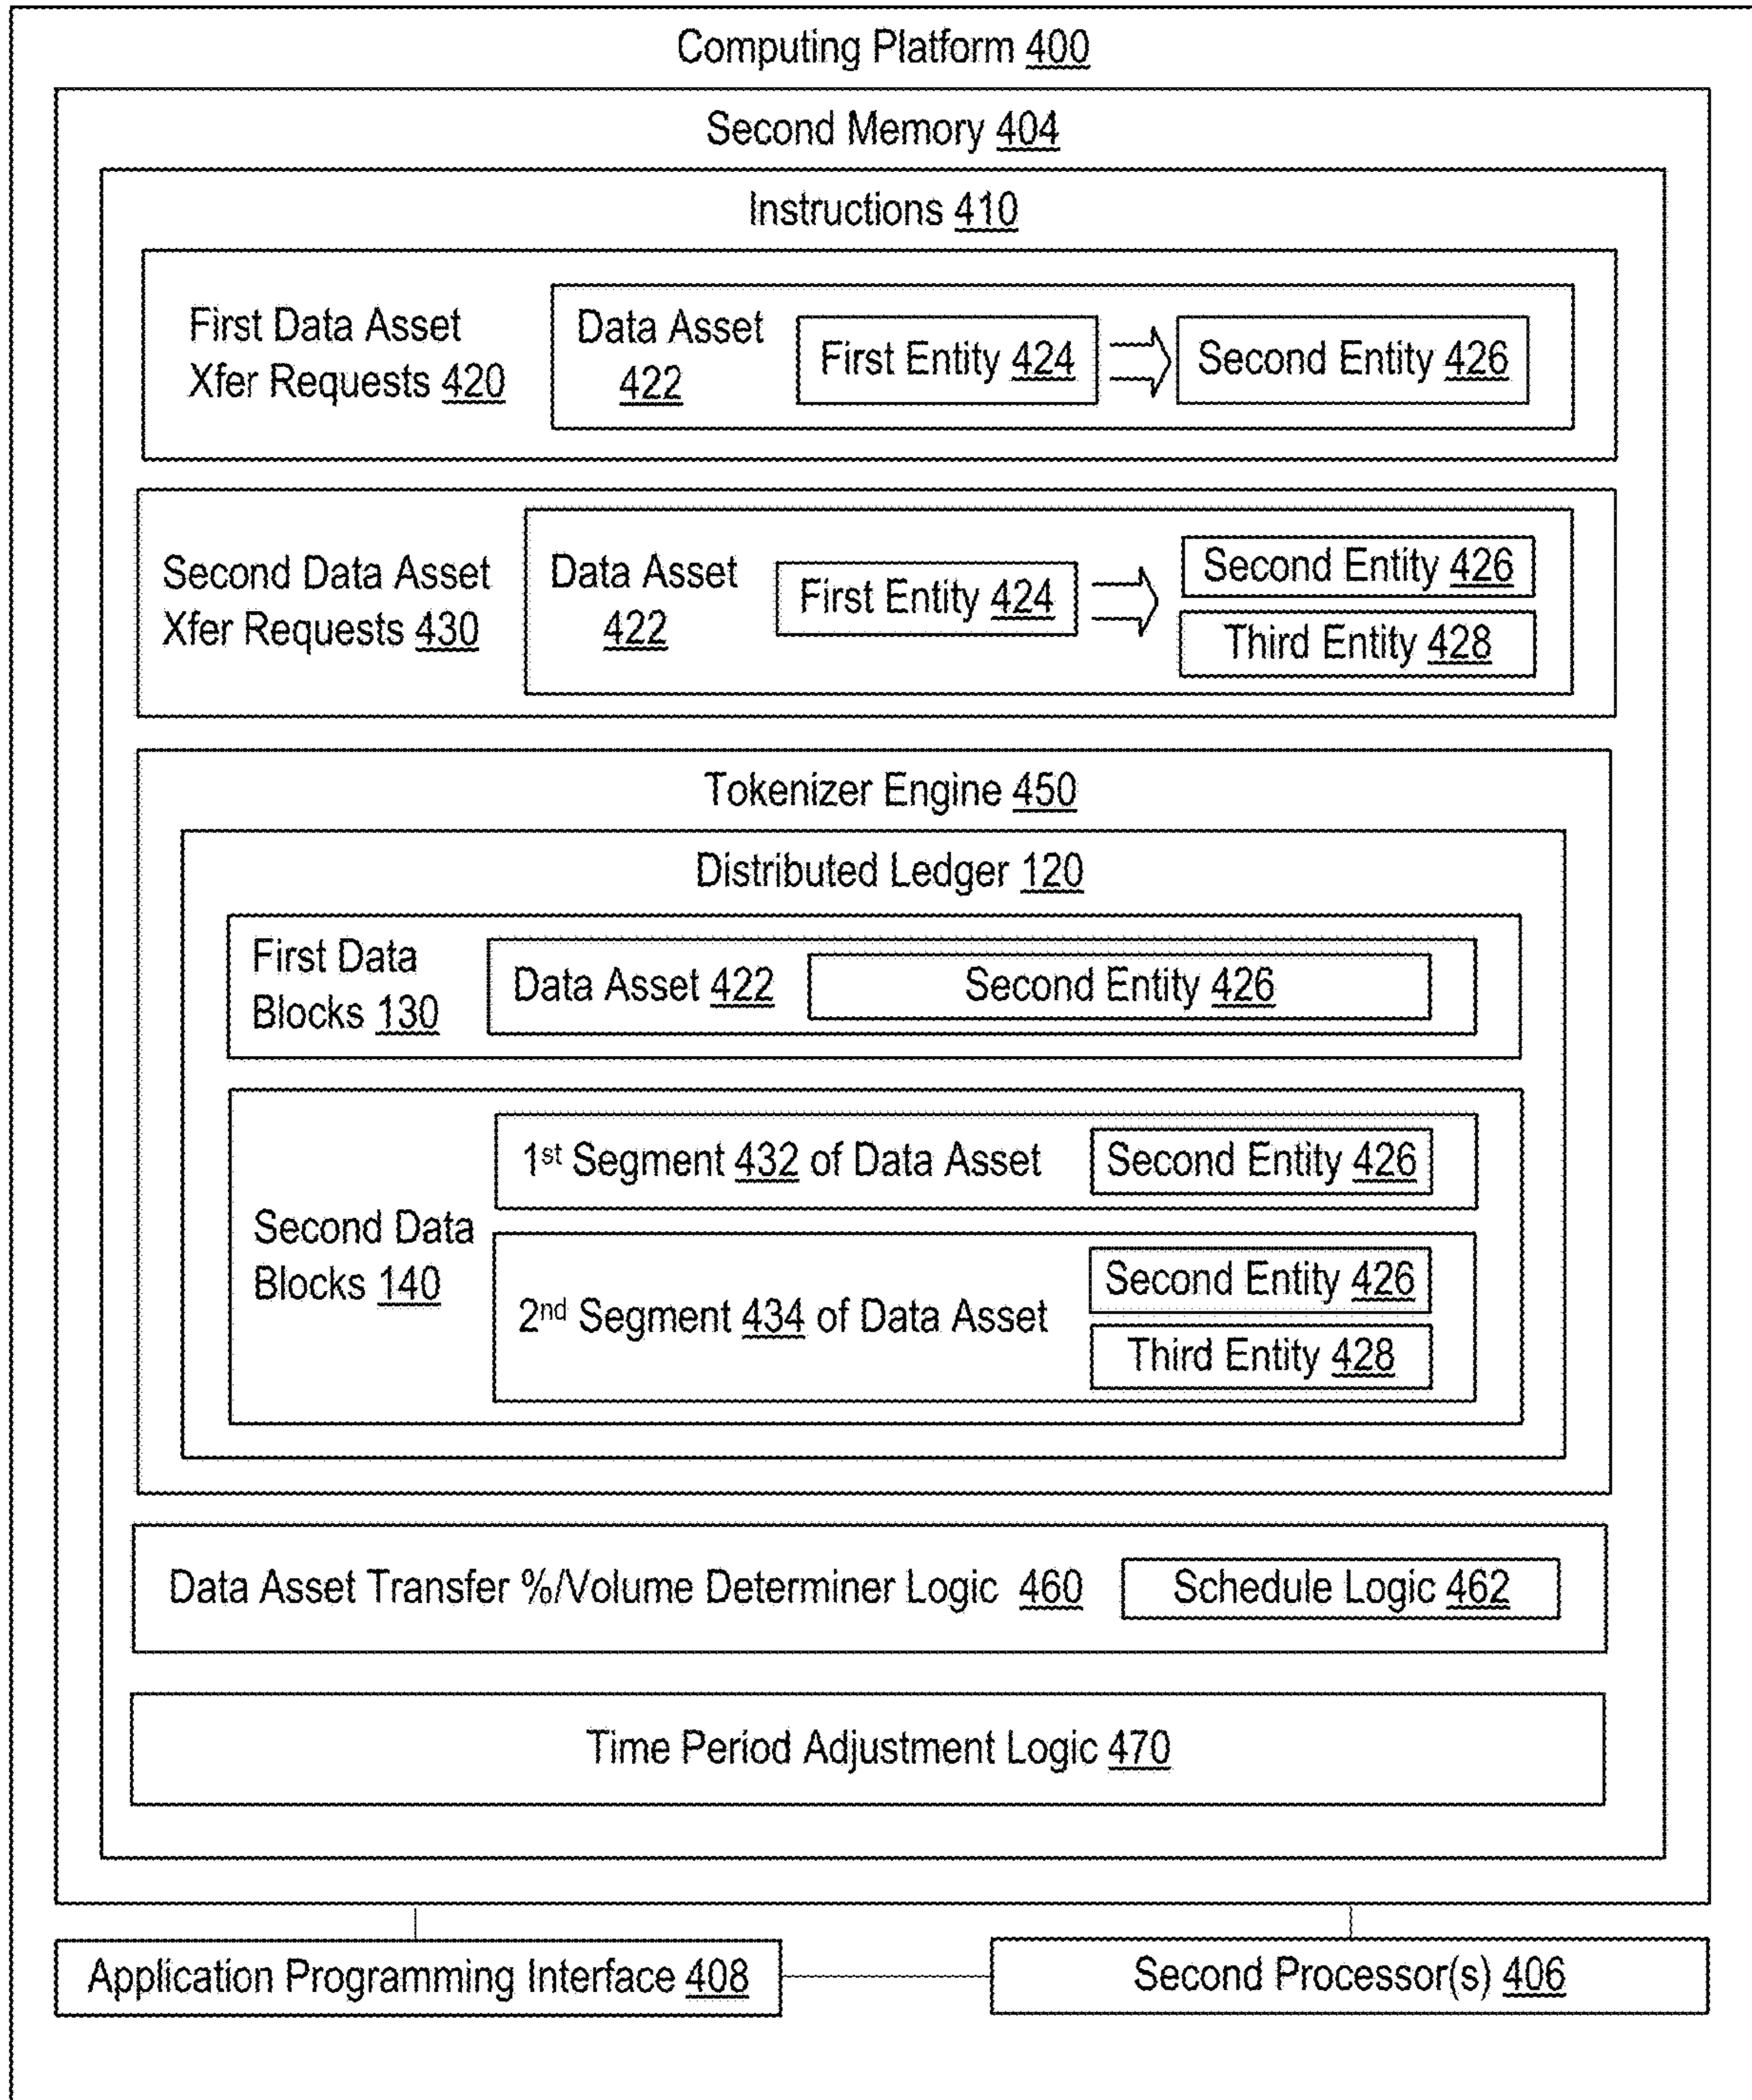 Computing Platform 400
Second Memory 404
Instructions 410
First Data Asset
Xfer Requests 420
Data Asset
422
First Entity 424
Second Entity 426
Second Data Asset
Xfer Requests 430
Data Asset
422
First Entity 424
Second Entity 426
Third Entity 428
Tokenizer Engine 450
Distributed Ledger 120
First Data
Blocks 130
Data Asset 422
Second Entity 426
Second Data
Blocks 140
1st Segment 432 of Data Asset
Second Entity 426
2nd Segment 434 of Data Asset
Second Entity 426
Third Entity 428
Data Asset Transfer %/Volume Determiner Logic 460
Schedule Logic 462
Time Period Adjustment Logic 470
Application Programming Interface 408
Second Processor(s) 406